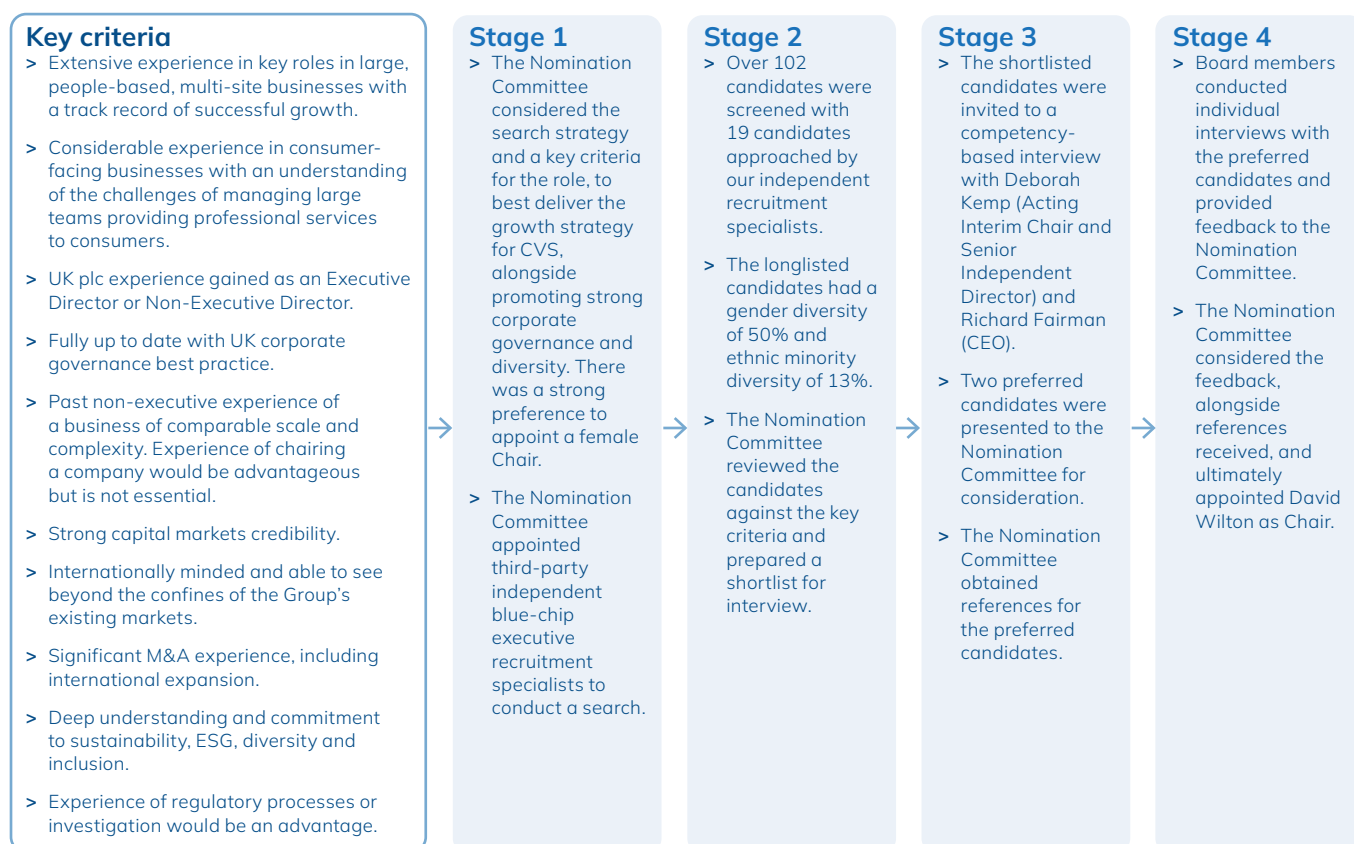 Key criteria
> Extensive experience in key roles in large,
people-based, multi-site businesses with
a track record of successful growth.
> Considerable experience in consumer-
facing businesses with an understanding
of the challenges of managing large
teams providing professional services
to consumers.
> UK plc experience gained as an Executive
Director or Non-Executive Director.
> Fully up to date with UK corporate
governance best practice.
> Past non-executive experience of
a business of comparable scale and
complexity. Experience of chairing
a company would be advantageous
but is not essential.
> Strong capital markets credibility.
> Internationally minded and able to see
beyond the confines of the Group’s
existing markets.
> Significant M&A experience, including
international expansion.
> Deep understanding and commitment
to sustainability, ESG, diversity and
inclusion.
> Experience of regulatory processes or
investigation would be an advantage.
Stage 1
> The Nomination
Committee
considered the
search strategy
and a key criteria
for the role, to
best deliver the
growth strategy
for CVS,
alongside
promoting strong
corporate
governance and
diversity. There
was a strong
preference to
appoint a female
Chair.
> The Nomination
Committee
appointed
third-party
independent
blue-chip
executive
recruitment
specialists to
conduct a search.
Stage 2
> Over 102
candidates were
screened with
19 candidates
approached by
our independent
recruitment
specialists.
> The longlisted
candidates had a
gender diversity
of 50% and
ethnic minority
diversity of 13%.
> The Nomination
Committee
reviewed the
candidates
against the key
criteria and
prepared a
shortlist for
interview.
Stage 3
> The shortlisted
candidates were
invited to a
competency-
based interview
with Deborah
Kemp (Acting
Interim Chair and
Senior
Independent
Director) and
Richard Fairman
(CEO).
> Two preferred
candidates were
presented to the
Nomination
Committee for
consideration.
> The Nomination
Committee
obtained
references for
the preferred
candidates.
Stage 4
> Board members
conducted
individual
interviews with
the preferred
candidates and
provided
feedback to the
Nomination
Committee.
> The Nomination
Committee
considered the
feedback,
alongside
references
received, and
ultimately
appointed David
Wilton as Chair.